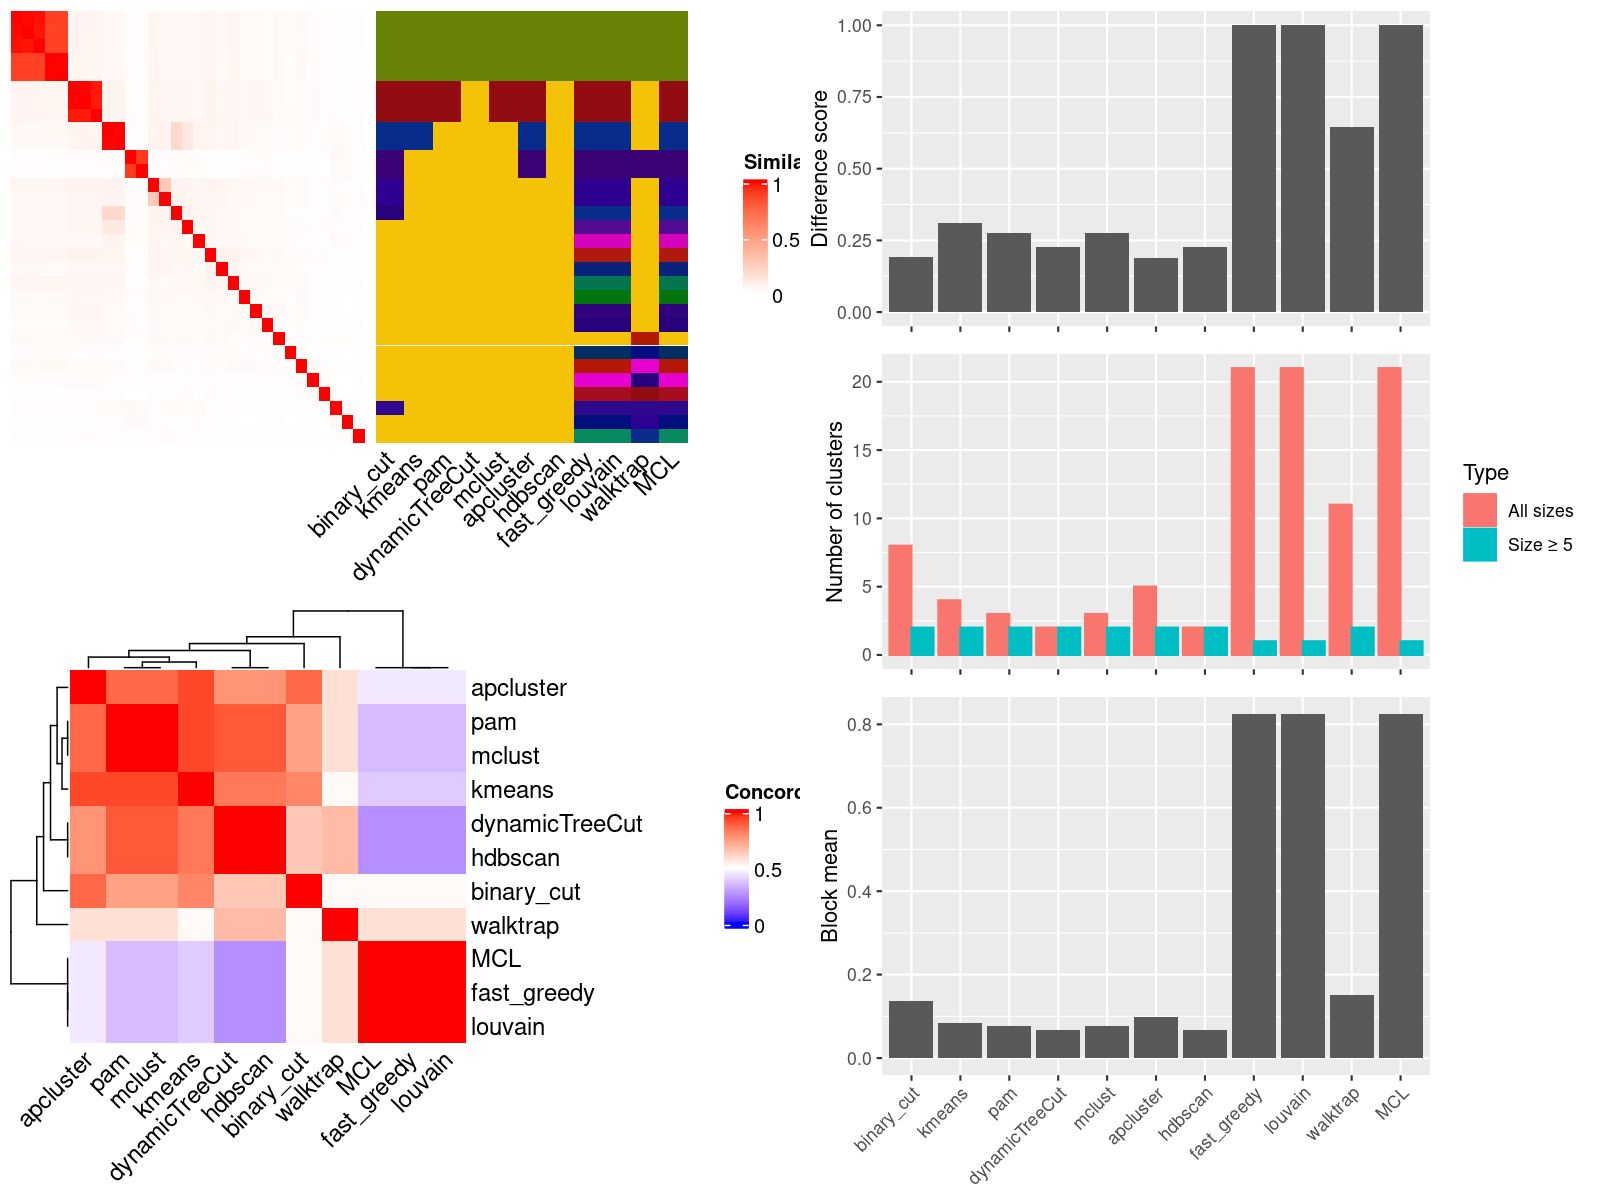 Simila
1
0.5
0
binary_cut
kmeans
pam
dynamicTreeCut
mclust
apcluster
hdbscan
fast_greedy
louvain
walktrap
MCL
apcluster
pam
mclust
kmeans
dynamicTreeCut
hdbscan
binary_cut
walktrap
MCL
fast_greedy
louvain
Concord
1
0.5
0
apcluster
pam
mclust
kmeans
dynamicTreeCut
hdbscan
binary_cut
walktrap
MCL
fast_greedy
louvain
Difference score
1.00
0.75
0.50
0.25
0.00
Number of clusters
20
15
10
5
0
Type
All sizes
Size ≥ 5
Block mean
0.8
0.6
0.4
0.2
0.0
binary_cut
kmeans
pam
dynamicTreeCut
mclust
apcluster
hdbscan
fast_greedy
louvain
walktrap
MCL